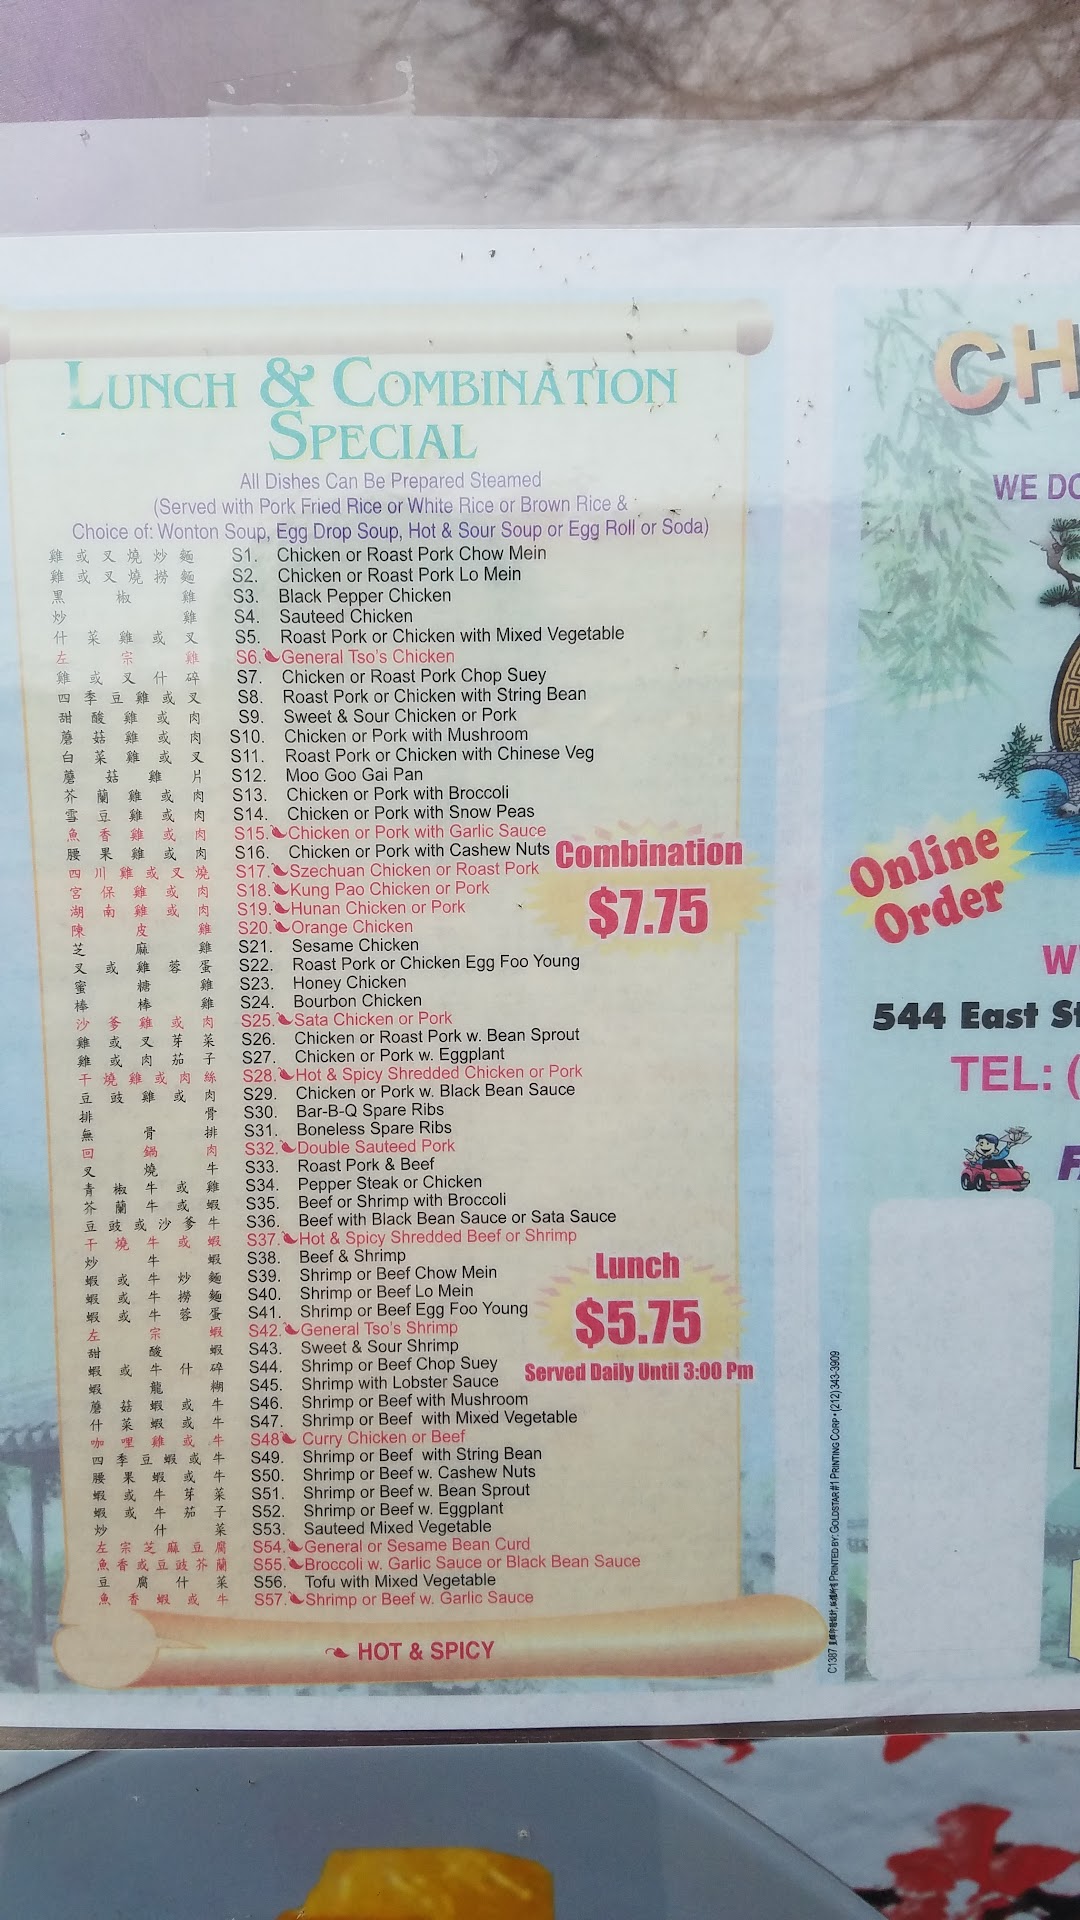 LUNCH & COMBINATION
SPECIAL
All Dishes Can Be Prepared Steamed
(Served with Pork Fried Rice or White Rice or Brown Rice &
Choice of: Wonton Soup, Egg Drop Soup, Hot & Sour Soup or Egg Roll or Soda)
雞或叉燒炒麵 S1. Chicken or Roast Pork Chow Mein
雞或叉燒撈麵 S2. Chicken or Roast Pork Lo Mein
黑椒雞 S3. Black Pepper Chicken
炒雞 S4. Sauteed Chicken
什菜雞或叉 S5. Roast Pork or Chicken with Mixed Vegetable
左宗雞 S6. General Tso's Chicken
雞或叉什碎 S7. Chicken or Roast Pork Chop Suey
四季豆雞或叉 S8. Roast Pork or Chicken with String Bean
甜酸雞或肉 S9. Sweet & Sour Chicken or Pork
蘑菇雞或肉 S10. Chicken or Pork with Mushroom
白菜雞或叉 S11. Roast Pork or Chicken with Chinese Veg
蘑菇雞片 S12. Moo Goo Gai Pan
芥蘭雞或肉 S13. Chicken or Pork with Broccoli
雪豆雞或肉 S14. Chicken or Pork with Snow Peas
魚香雞或肉 S15. Chicken or Pork with Garlic Sauce
腰果雞或肉 S16. Chicken or Pork with Cashew Nuts
四川雞或叉燒 S17. Szechuan Chicken or Roast Pork
宮保雞或肉 S18. Kung Pao Chicken or Pork
湖南雞或肉 S19. Hunan Chicken or Pork
陳皮雞 S20. Orange Chicken
芝麻雞 S21. Sesame Chicken
叉或雞蓉蛋 S22. Roast Pork or Chicken Egg Foo Young
蜜糖雞 S23. Honey Chicken
棒棒雞 S24. Bourbon Chicken
沙爹雞或肉 S25. Sata Chicken or Pork
雞或叉芽菜 S26. Chicken or Roast Pork w. Bean Sprout
雞或肉茄子 S27. Chicken or Pork w. Eggplant
干燒雞或肉絲 S28. Hot & Spicy Shredded Chicken or Pork
豆豉雞或肉 S29. Chicken or Pork w. Black Bean Sauce
排骨 S30. Bar-B-Q Spare Ribs
無骨排 S31. Boneless Spare Ribs
回鍋肉 S32. Double Sauteed Pork
叉燒牛 S33. Roast Pork & Beef
青椒牛或雞 S34. Pepper Steak or Chicken
芥蘭牛或蝦 S35. Beef or Shrimp with Broccoli
豆豉或沙爹牛 S36. Beef with Black Bean Sauce or Sata Sauce
干燒牛或蝦 S37. Hot & Spicy Shredded Beef or Shrimp
炒牛蝦 S38. Beef & Shrimp
蝦或牛炒麵 S39. Shrimp or Beef Chow Mein
蝦或牛撈麵 S40. Shrimp or Beef Lo Mein
蝦或牛蓉蛋 S41. Shrimp or Beef Egg Foo Young
左宗蝦 S42. General Tso's Shrimp
甜酸蝦 S43. Sweet & Sour Shrimp
蝦或牛什碎 S44. Shrimp or Beef Chop Suey
蝦龍糊 S45. Shrimp with Lobster Sauce
蘑菇蝦或牛 S46. Shrimp or Beef with Mushroom
什菜蝦或牛 S47. Shrimp or Beef with Mixed Vegetable
咖哩雞或牛 S48 Curry Chicken or Beef
四季豆蝦或牛 S49. Shrimp or Beef with String Bean
腰果蝦或牛 S50. Shrimp or Beef w. Cashew Nuts
蝦或牛芽菜 S51. Shrimp or Beef w. Bean Sprout
蝦或牛茄子 S52. Shrimp or Beef w. Eggplant
炒什菜 S53. Sauteed Mixed Vegetable
左宗芝麻豆腐 S54. General or Sesame Bean Curd
魚香或豆豉芥蘭 S55. Broccoli w. Garlic Sauce or Black Bean Sauce
豆腐什菜 S56. Tofu with Mixed Vegetable
魚香蝦或牛 S57. Shrimp or Beef w. Garlic Sauce
Combination
$7.75
Lunch
$5.75
Served Daily Until 3:00 Pm
HOT & SPICY
C1387 PRINTED BY: GOLDSTAR #1 PRINTING CORP • (212) 343-3909
CH
WE DO
Online
Order
544 East St
TEL: (